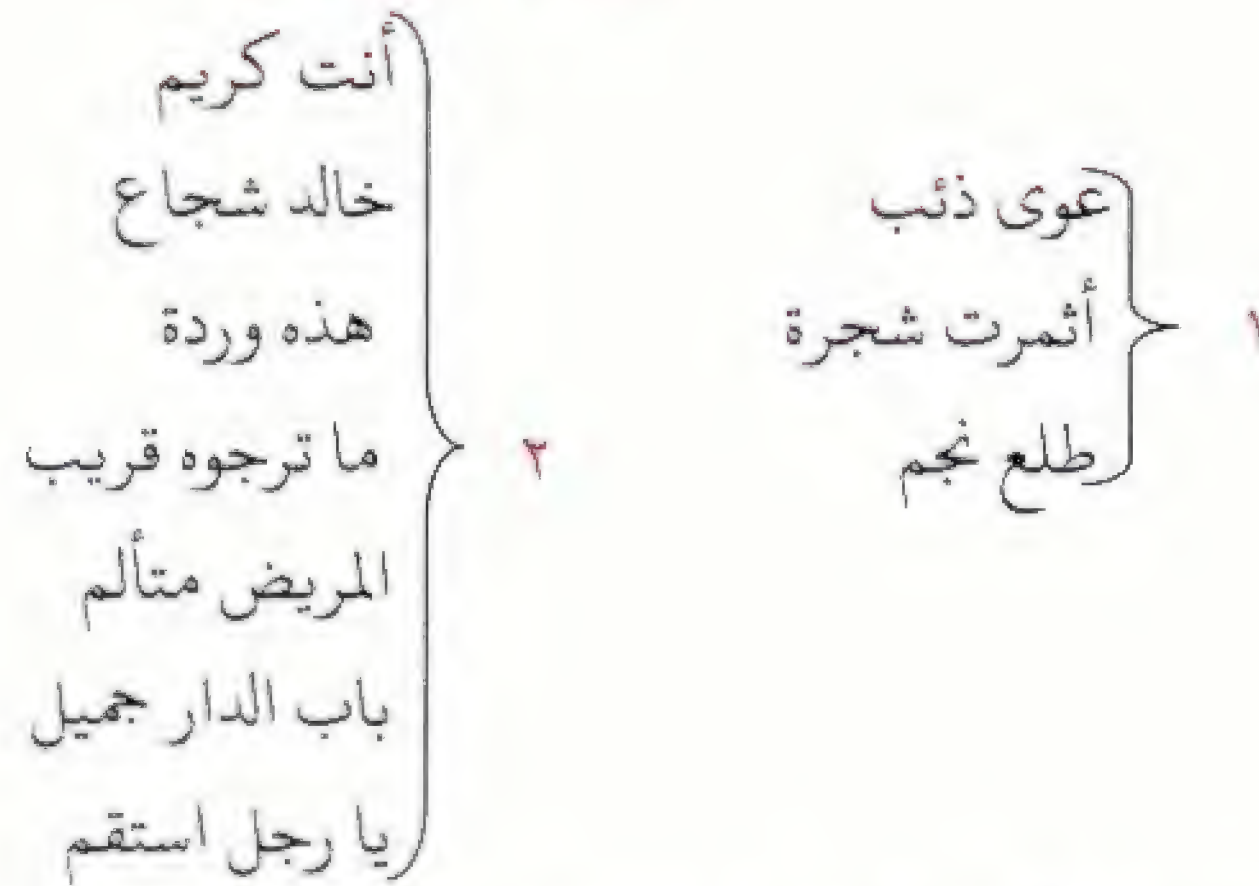 ١
عوى ذئب
أثمرت شجرة
طلع نجم
٢
أنت كريم
خالد شجاع
هذه وردة
ما ترجوه قريب
المريض متألم
باب الدار جميل
يا رجل استقم